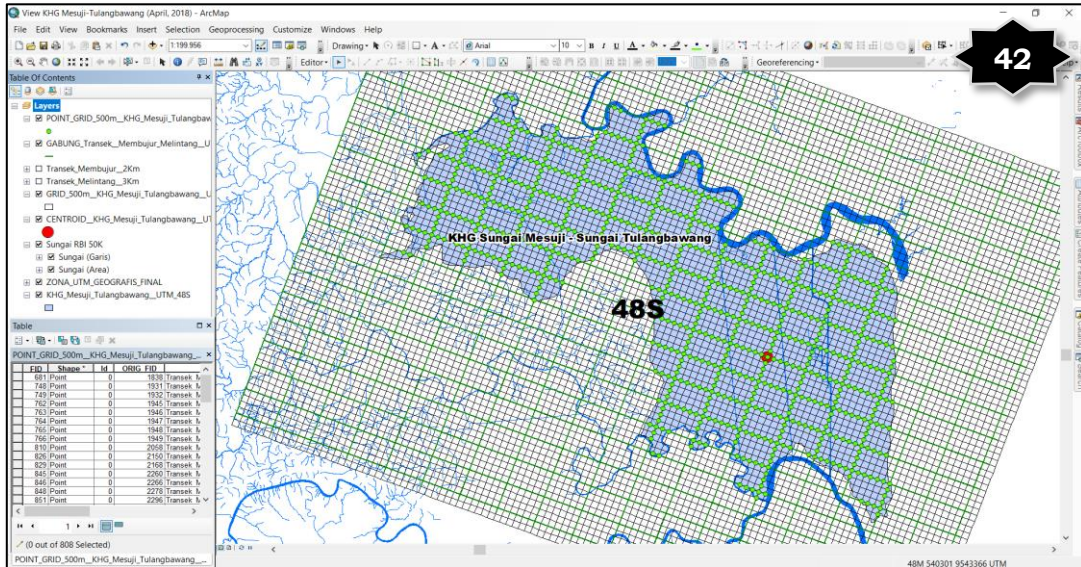 View KHG Mesuji-Tulangbawang (April, 2018) - ArcMap
File Edit View Bookmarks Insert Selection Geoprocessing Customize Windows Help
1:199.956
Drawing
Arial
10
B I U
42
Editor
Georeferencing
Table Of Contents
Layers
POINT_GRID_500m__KHG_Mesuji_Tulangbaw
GABUNG_Transek__Membujur_Melintang__U
Transek_Membujur__2Km
Transek_Melintang__3Km
GRID_500m__KHG_Mesuji_Tulangbawang__U
CENTROID__KHG_Mesuji_Tulangbawang__UT
Sungai RBI 50K
Sungai (Garis)
Sungai (Area)
ZONA_UTM_GEOGRAFIS_FINAL
KHG_Mesuji_Tulangbawang__UTM_48S
KHG Sungai Mesuji - Sungai Tulangbawang
48S
Table
POINT_GRID_500m__KHG_Mesuji_Tulangbawang__...
FID Shape * Id ORIG_FID
681 Point 0 1838 Transek M
748 Point 0 1931 Transek M
749 Point 0 1932 Transek M
762 Point 0 1945 Transek M
763 Point 0 1946 Transek M
764 Point 0 1947 Transek M
765 Point 0 1948 Transek M
766 Point 0 1949 Transek M
810 Point 0 2058 Transek M
826 Point 0 2150 Transek M
829 Point 0 2168 Transek M
845 Point 0 2260 Transek M
846 Point 0 2266 Transek M
848 Point 0 2278 Transek M
851 Point 0 2296 Transek M
1
(0 out of 808 Selected)
POINT_GRID_500m__KHG_Mesuji_Tulangbawang__...
48M 540301 9543366 UTM